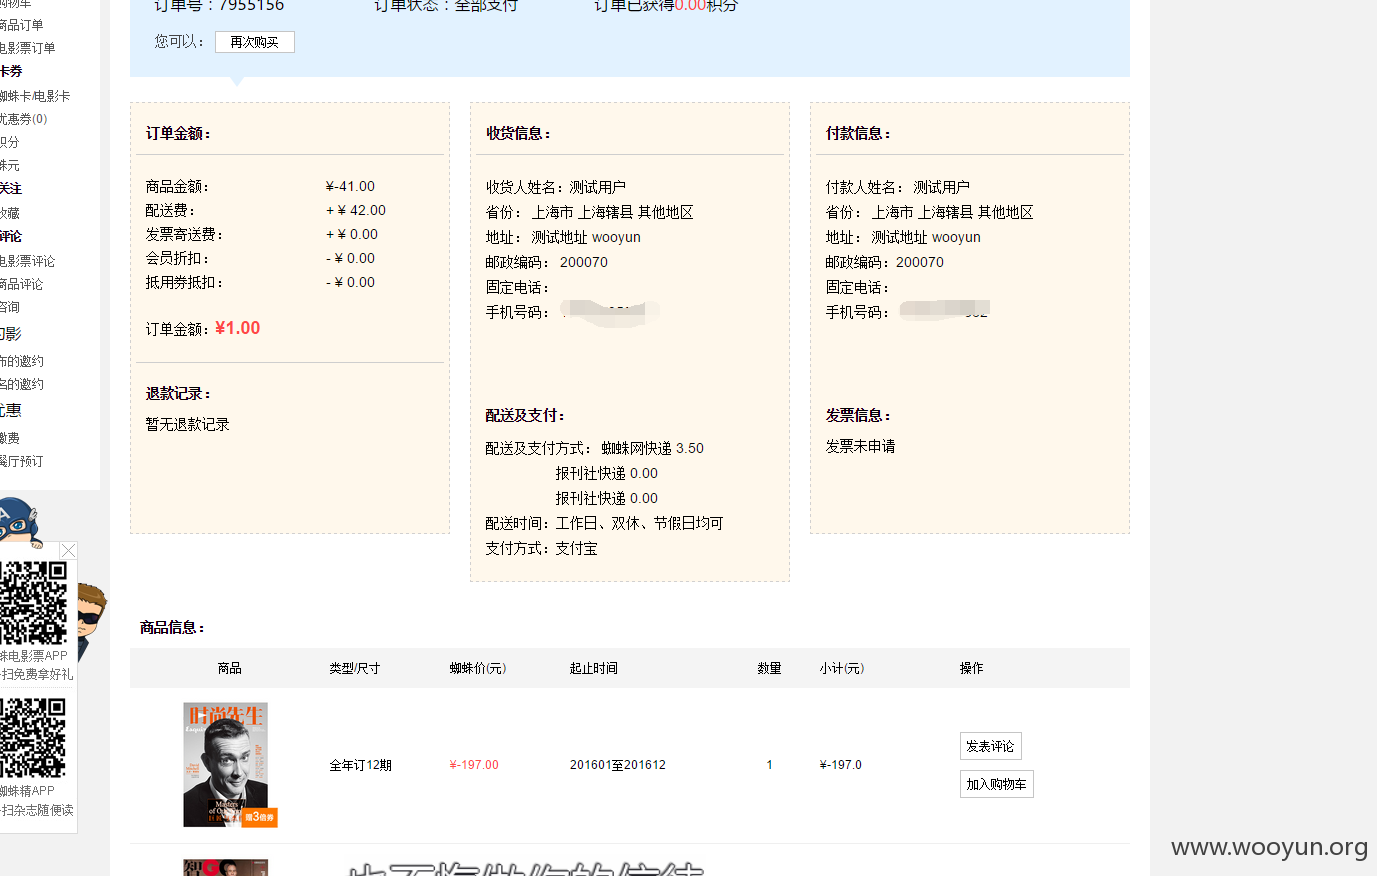 订单号：7955156 订单状态：全部支付 订单已获得0.00积分
您可以： 再次购买
商品订单
电影票订单
卡券
蜘蛛卡/电影卡
优惠券(0)
积分
蛛元
关注
收藏
评论
电影票评论
商品评论
咨询
约影
布的邀约
名的邀约
优惠
缴费
餐厅预订
蛛电影票APP
扫免费拿好礼
蜘蛛精APP
扫杂志随便读
订单金额：
商品金额： ¥-41.00
配送费： + ¥ 42.00
发票寄送费： + ¥ 0.00
会员折扣： - ¥ 0.00
抵用券抵扣： - ¥ 0.00
订单金额：¥1.00
退款记录：
暂无退款记录
收货信息：
收货人姓名：测试用户
省份： 上海市 上海辖县 其他地区
地址： 测试地址 wooyun
邮政编码： 200070
固定电话：
手机号码：
配送及支付：
配送及支付方式： 蜘蛛网快递 3.50
报刊社快递 0.00
报刊社快递 0.00
配送时间：工作日、双休、节假日均可
支付方式：支付宝
付款信息：
付款人姓名： 测试用户
省份： 上海市 上海辖县 其他地区
地址： 测试地址 wooyun
邮政编码：200070
固定电话：
手机号码：
发票信息：
发票未申请
商品信息：
商品 类型/尺寸 蜘蛛价(元) 起止时间 数量 小计(元) 操作
时尚先生
Masters
赠3倍券
全年订12期 ¥-197.00 201601至201612 1 ¥-197.0
发表评论
加入购物车
www.wooyun.org